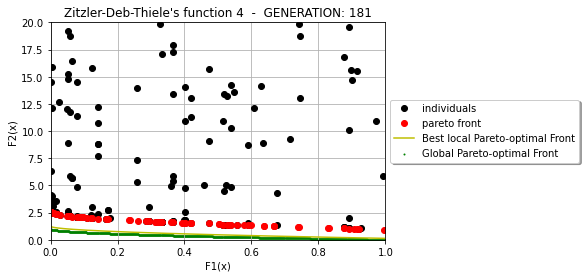 Zitzler-Deb-Thiele's function 4 - GENERATION: 181
20.0
17.5
15.0
12.5
10.0
7.5
5.0
2.5
0.0
F2(x)
0.0 0.2 0.4 0.6 0.8 1.0
F1(x)
individuals
pareto front
Best local Pareto-optimal Front
Global Pareto-optimal Front